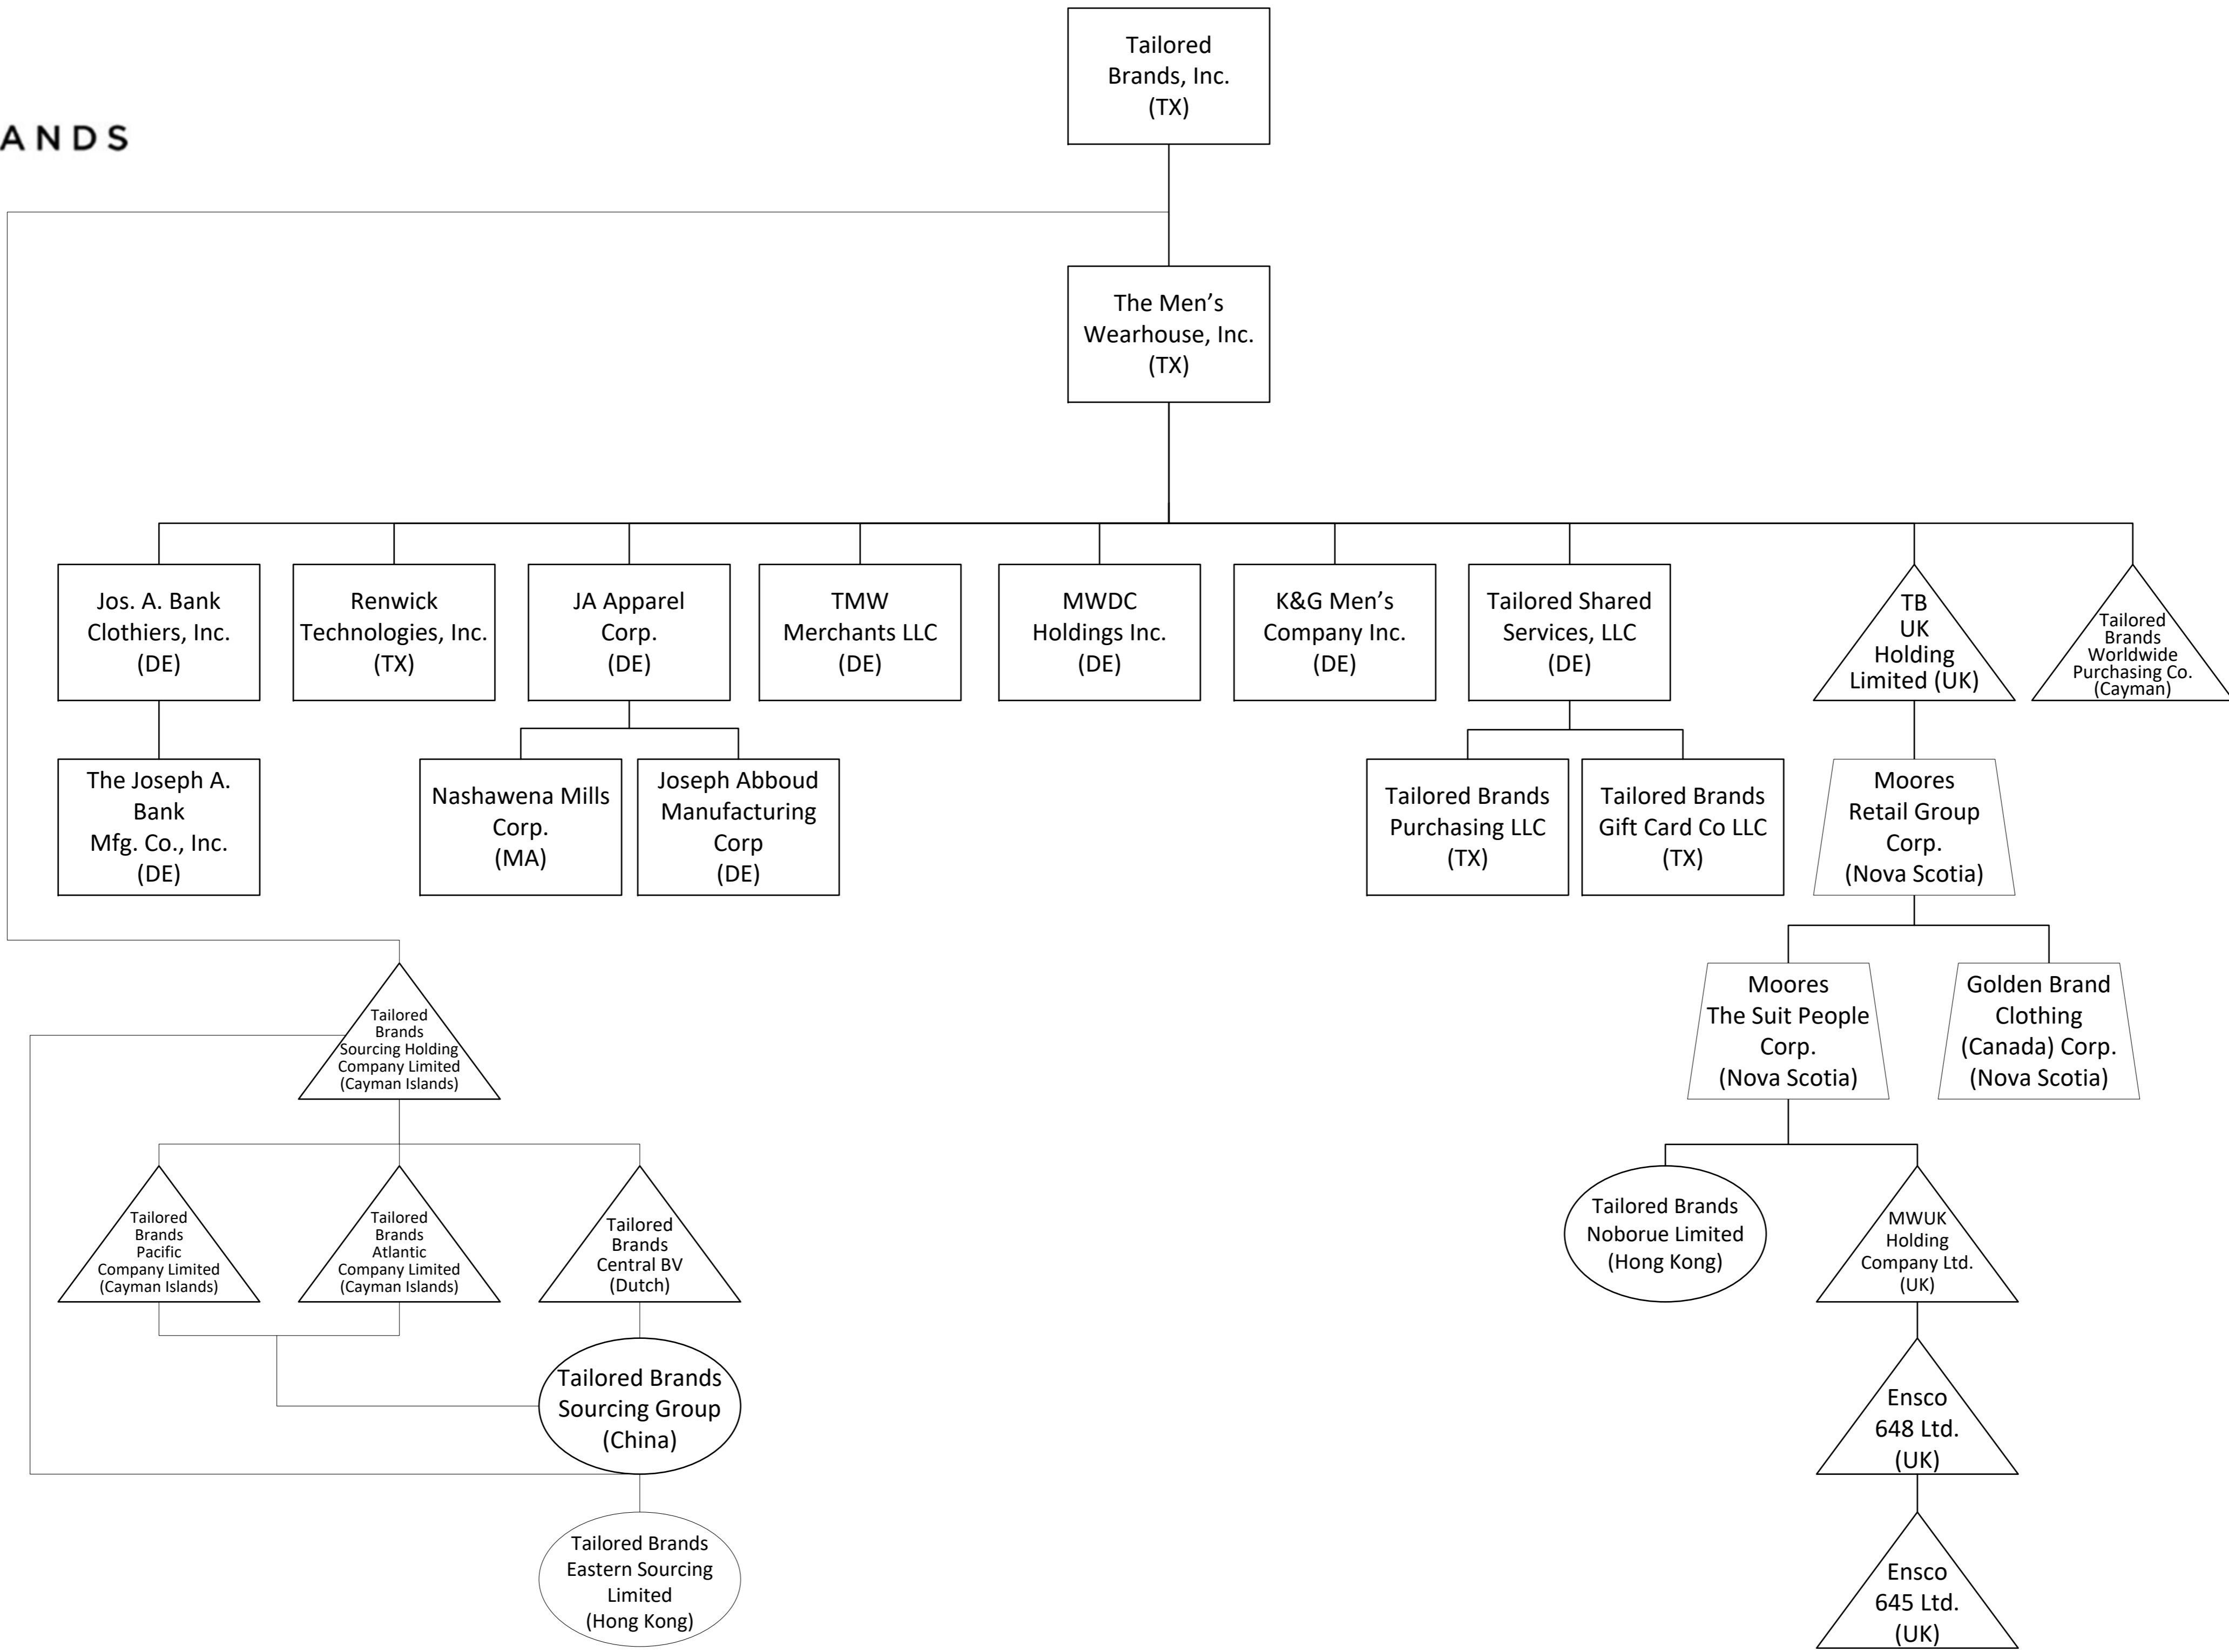 ANDS
Tailored
Brands, Inc.
(TX)
The Men’s
Wearhouse, Inc.
(TX)
Jos. A. Bank
Clothiers, Inc.
(DE)
Renwick
Technologies, Inc.
(TX)
JA Apparel
Corp.
(DE)
TMW
Merchants LLC
(DE)
MWDC
Holdings Inc.
(DE)
K&G Men’s
Company Inc.
(DE)
Tailored Shared
Services, LLC
(DE)
TB
UK
Holding
Limited (UK)
Tailored
Brands
Worldwide
Purchasing Co.
(Cayman)
The Joseph A.
Bank
Mfg. Co., Inc.
(DE)
Nashawena Mills
Corp.
(MA)
Joseph Abboud
Manufacturing
Corp
(DE)
Tailored Brands
Purchasing LLC
(TX)
Tailored Brands
Gift Card Co LLC
(TX)
Moores
Retail Group
Corp.
(Nova Scotia)
Tailored
Brands
Sourcing Holding
Company Limited
(Cayman Islands)
Moores
The Suit People
Corp.
(Nova Scotia)
Golden Brand
Clothing
(Canada) Corp.
(Nova Scotia)
Tailored
Brands
Pacific
Company Limited
(Cayman Islands)
Tailored
Brands
Atlantic
Company Limited
(Cayman Islands)
Tailored
Brands
Central BV
(Dutch)
Tailored Brands
Noborue Limited
(Hong Kong)
MWUK
Holding
Company Ltd.
(UK)
Tailored Brands
Sourcing Group
(China)
Ensco
648 Ltd.
(UK)
Tailored Brands
Eastern Sourcing
Limited
(Hong Kong)
Ensco
645 Ltd.
(UK)